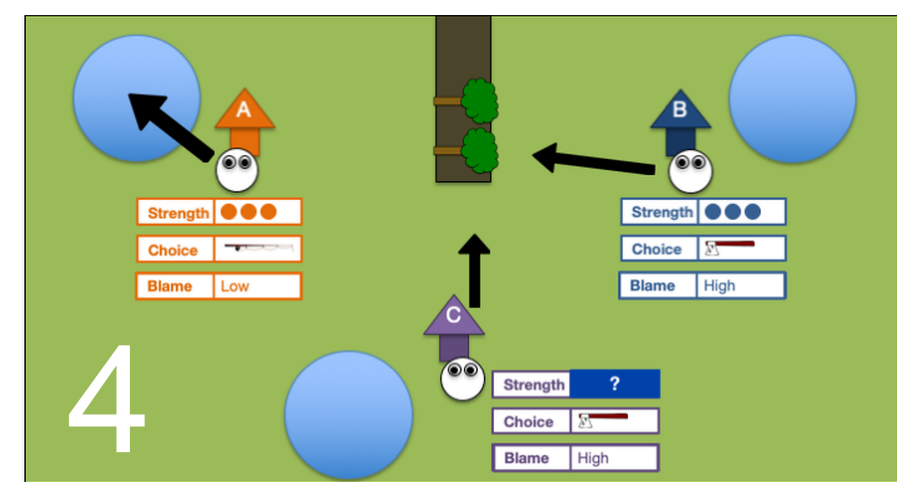 A
B
Strength
Choice
Blame Low
Strength
Choice
Blame High
C
Strength ?
Choice
Blame High
4